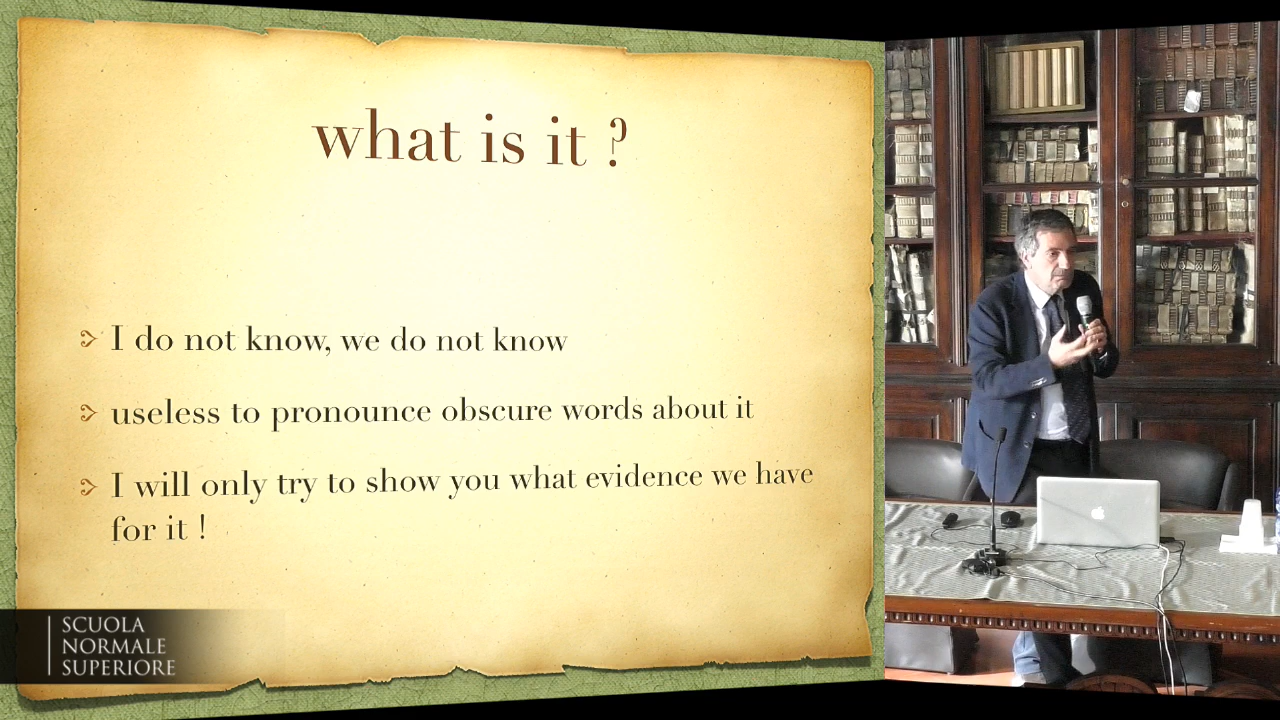 what is it ?
I do not know, we do not know
useless to pronounce obscure words about it
I will only try to show you what evidence we have
for it !
SCUOLA
NORMALE
SUPERIORE